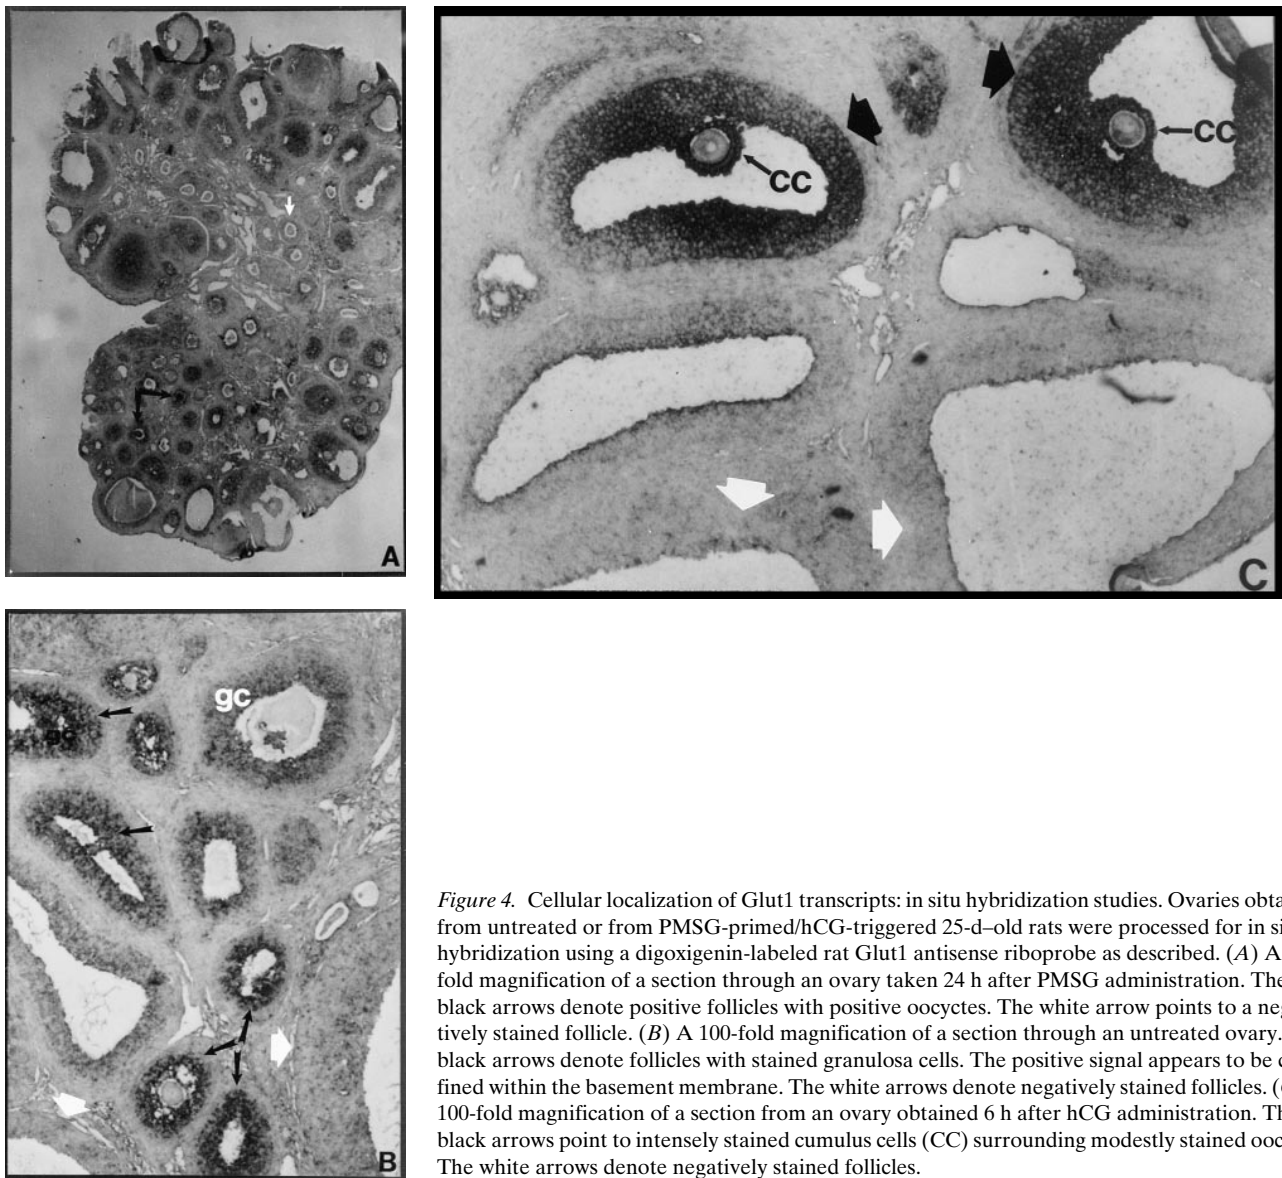 A
CC
CC
C
gc
gc
B
Figure 4. Cellular localization of Glut1 transcripts: in situ hybridization studies. Ovaries obta
from untreated or from PMSG-primed/hCG-triggered 25-d–old rats were processed for in si
hybridization using a digoxigenin-labeled rat Glut1 antisense riboprobe as described. (A) A
fold magnification of a section through an ovary taken 24 h after PMSG administration. The
black arrows denote positive follicles with positive oocytes. The white arrow points to a neg
tively stained follicle. (B) A 100-fold magnification of a section through an untreated ovary.
black arrows denote follicles with stained granulosa cells. The positive signal appears to be c
fined within the basement membrane. The white arrows denote negatively stained follicles. (
100-fold magnification of a section from an ovary obtained 6 h after hCG administration. Th
black arrows point to intensely stained cumulus cells (CC) surrounding modestly stained ooc
The white arrows denote negatively stained follicles.